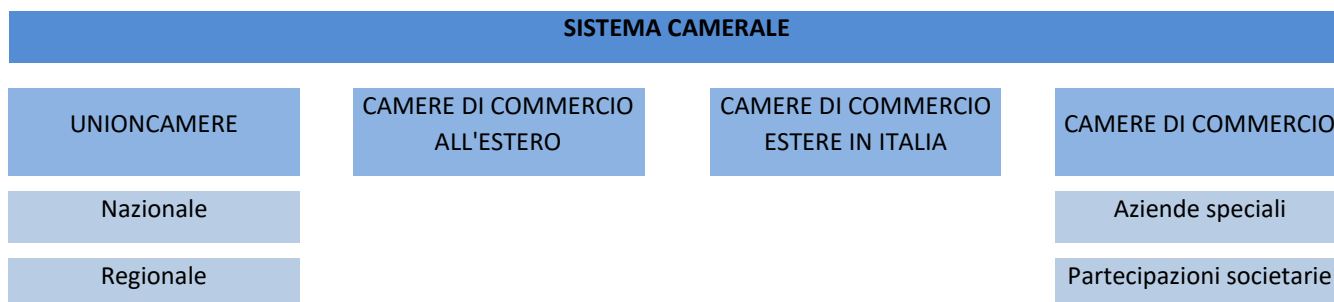 SISTEMA CAMERALE
UNIONCAMERE
CAMERE DI COMMERCIO
ALL'ESTERO
CAMERE DI COMMERCIO
ESTERE IN ITALIA
CAMERE DI COMMERCIO
Nazionale
Aziende speciali
Regionale
Partecipazioni societarie